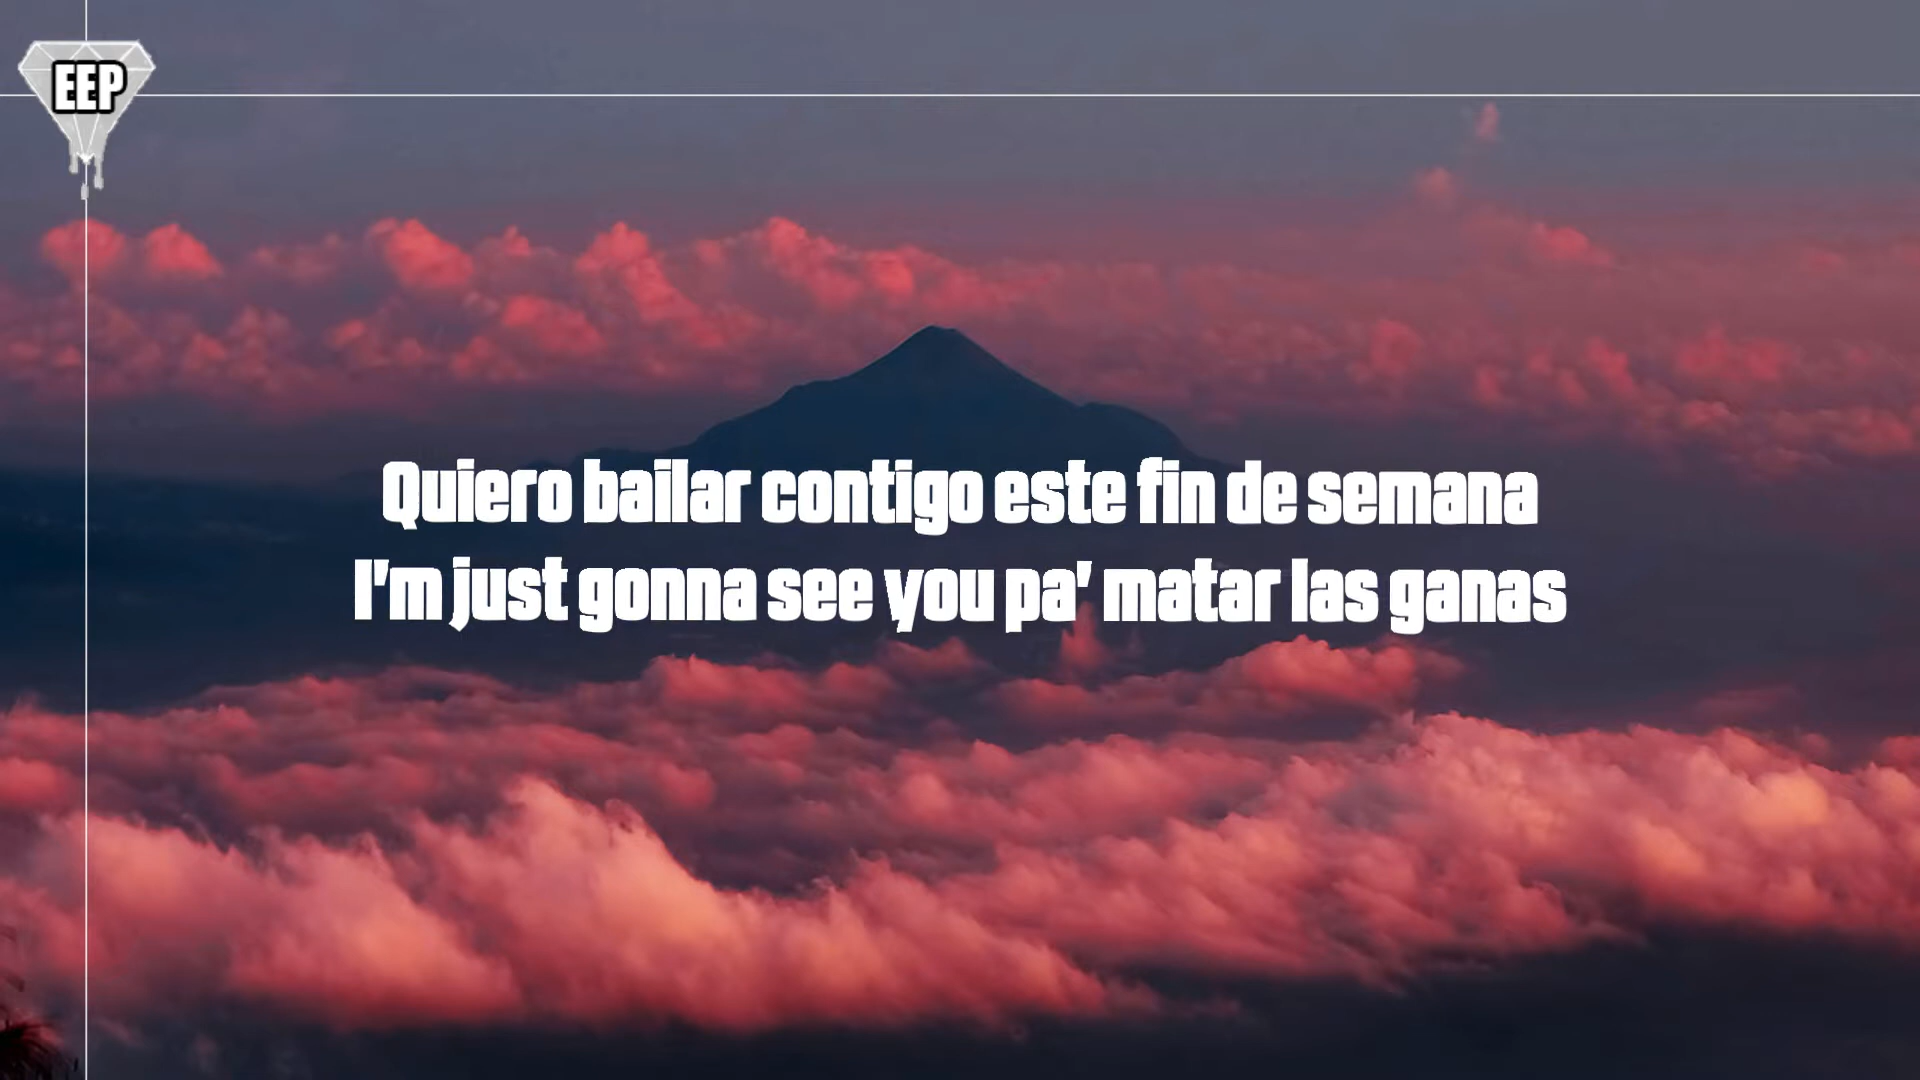 EEP
Quiero bailar contigo este fin de semana
I'm just gonna see you pa' matar las ganas